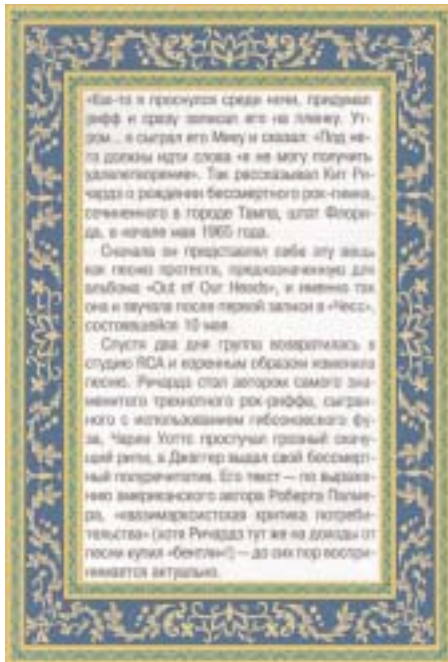 «Как-то я проснулся среди ночи, придумал
рифф и сразу записал его на пленку. Ут-
ром... я сыграл его Мику и сказал: «Под не-
го должны идти слова «я не могу получить
удовлетворение». Так рассказывал Кит Ри-
чардз о рождении бессмертного рок-гимна,
сочиненного в городе Тампа, штат Флори-
да, в начале мая 1965 года.
Сначала он представлял себе эту вещь
как песню протеста, предназначенную для
альбома «Out of Our Heads», и именно так
она и звучала после первой записи в «Чесс»,
состоявшейся 10 мая.
Спустя два дня группа возвратилась в
студию RCA и коренным образом изменила
песню. Ричардз стал автором самого зна-
менитого трехнотного рок-риффа, сыгран-
ного с использованием гибсоновского фу-
за, Чарли Уоттс простучал грозный скачу-
щий ритм, а Джаггер выдал свой бессмерт-
ный полуречитатив. Его текст — по выраже-
нию американского автора Роберта Палме-
ра, «квазимарксистская критика потреби-
тельства» (хотя Ричардз тут же на доходы от
песни купил «бентли»!) — до сих пор воспри-
нимается актуально.